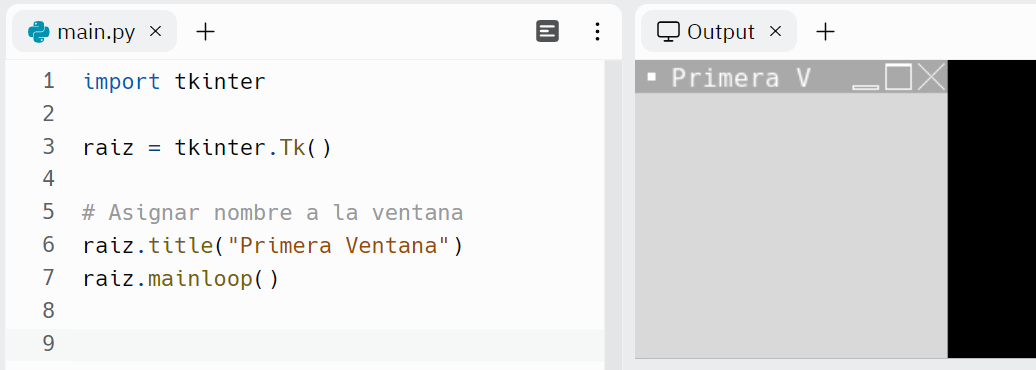 main.py × +
1 import tkinter
2
3 raiz = tkinter.Tk()
4
5 # Asignar nombre a la ventana
6 raiz.title("Primera Ventana")
7 raiz.mainloop()
8
9
Output × +
Primera V